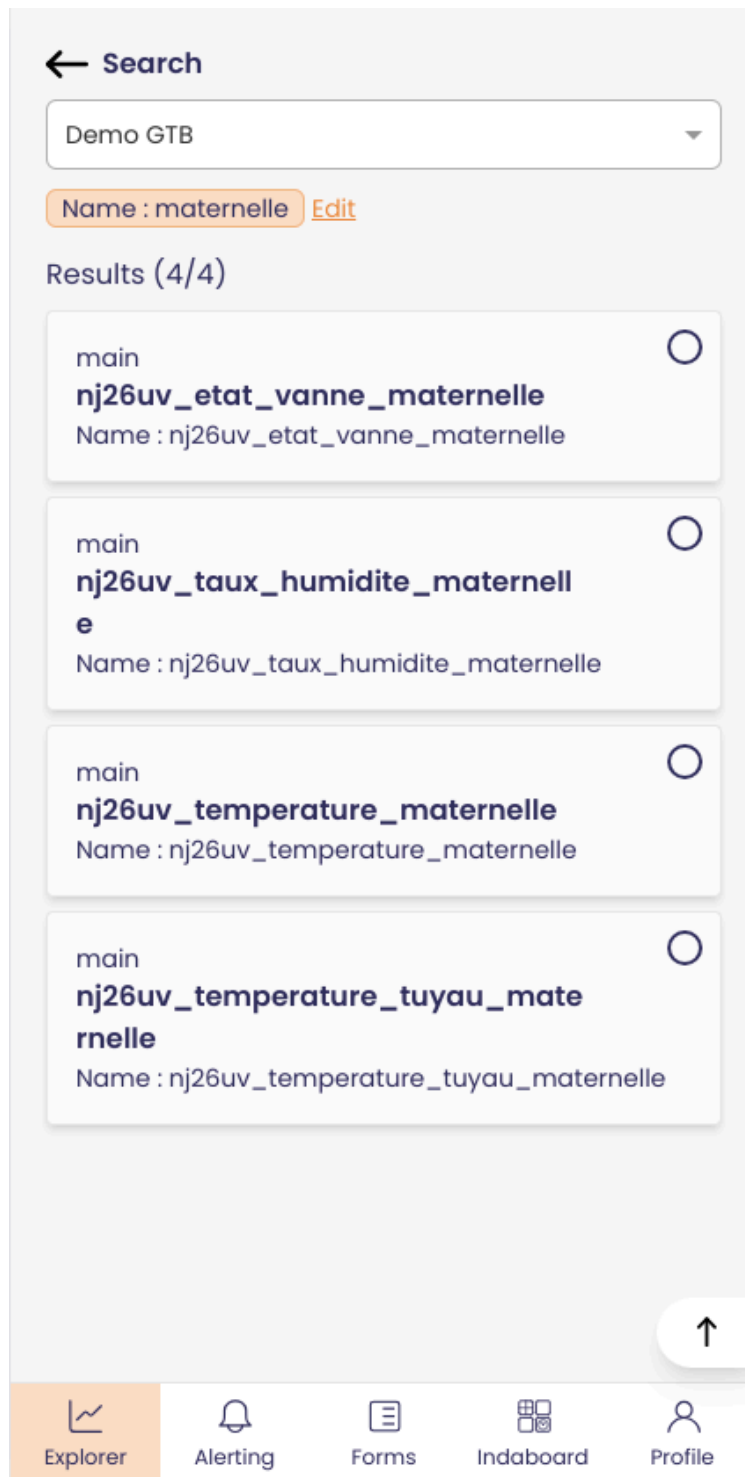 Search
Demo GTB
Name : maternelle Edit
Results (4/4)
main
nj26uv_etat_vanne_maternelle
Name : nj26uv_etat_vanne_maternelle
main
nj26uv_taux_humidite_maternell
e
Name : nj26uv_taux_humidite_maternelle
main
nj26uv_temperature_maternelle
Name : nj26uv_temperature_maternelle
main
nj26uv_temperature_tuyau_mate
rnelle
Name : nj26uv_temperature_tuyau_maternelle
Explorer Alerting Forms Indaboard Profile